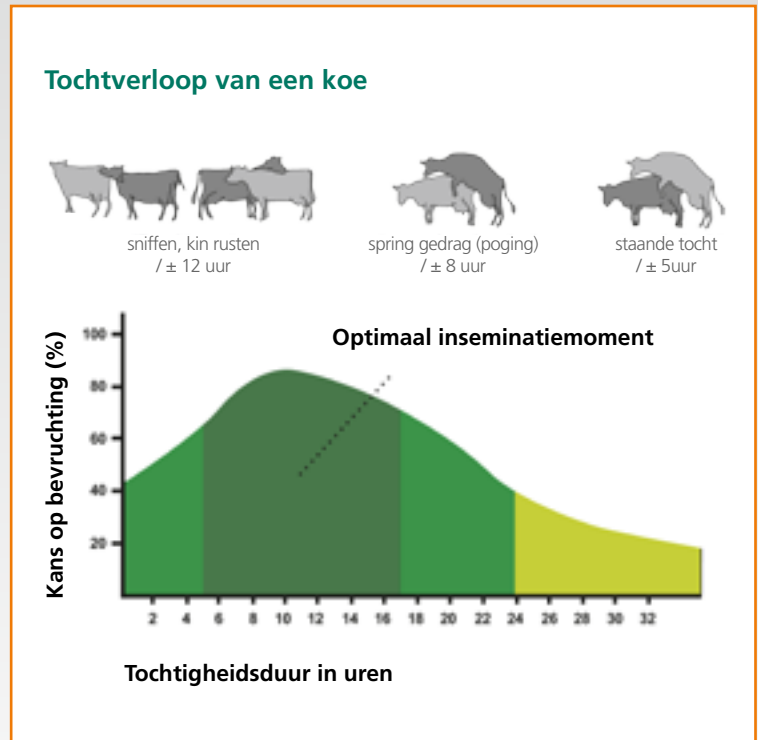 Tochtverloop van een koe
sniffen, kin rusten
/ ± 12 uur
spring gedrag (poging)
/ ± 8 uur
staande tocht
/ ± 5uur
Optimaal inseminatiemoment
Kans op bevruchting (%)
100
80
60
40
20
2 4 6 8 10 12 14 16 18 20 22 24 26 28 30 32
Tochtigheidsduur in uren